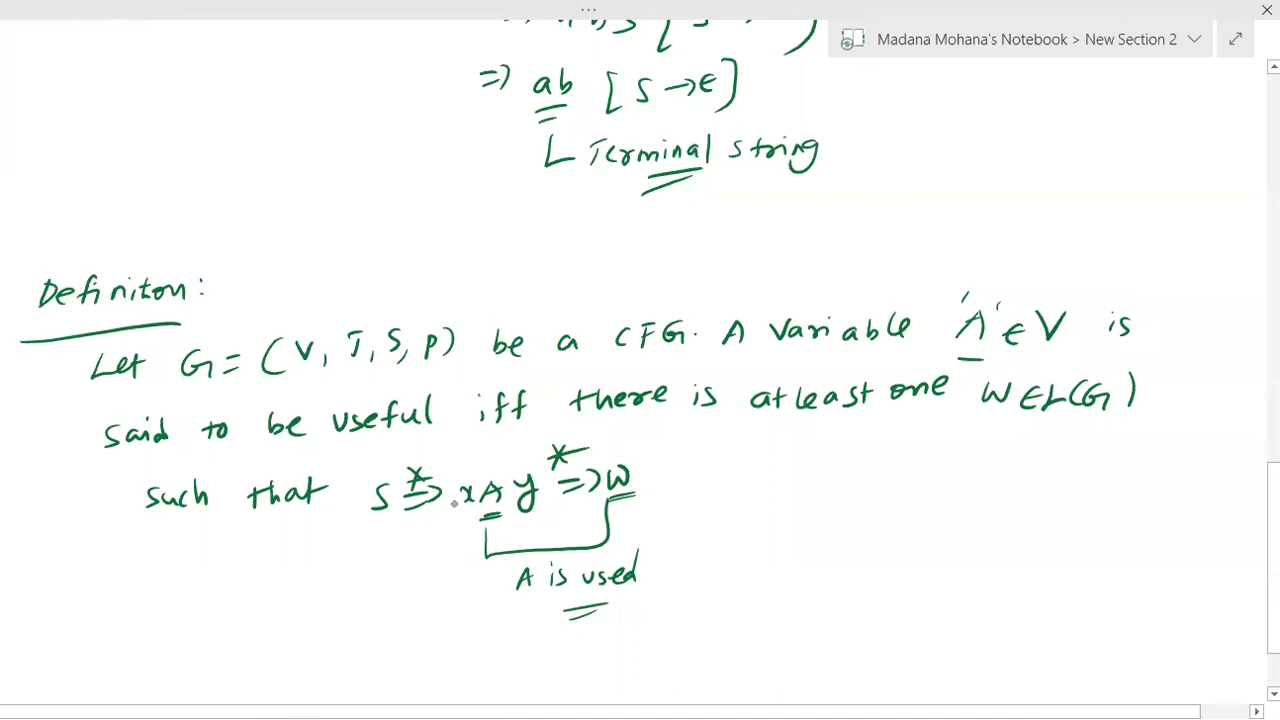 Madana Mohana's Notebook > New Section 2
=> ab [S →ϵ]
Terminal string
Definiton:
Let G = (V, T, S, P) be a CFG. A variable 'A' ∈ V is
said to be useful iff there is atleast one W ∈ L(G)
such that S *=> xAy *=> W
A is used